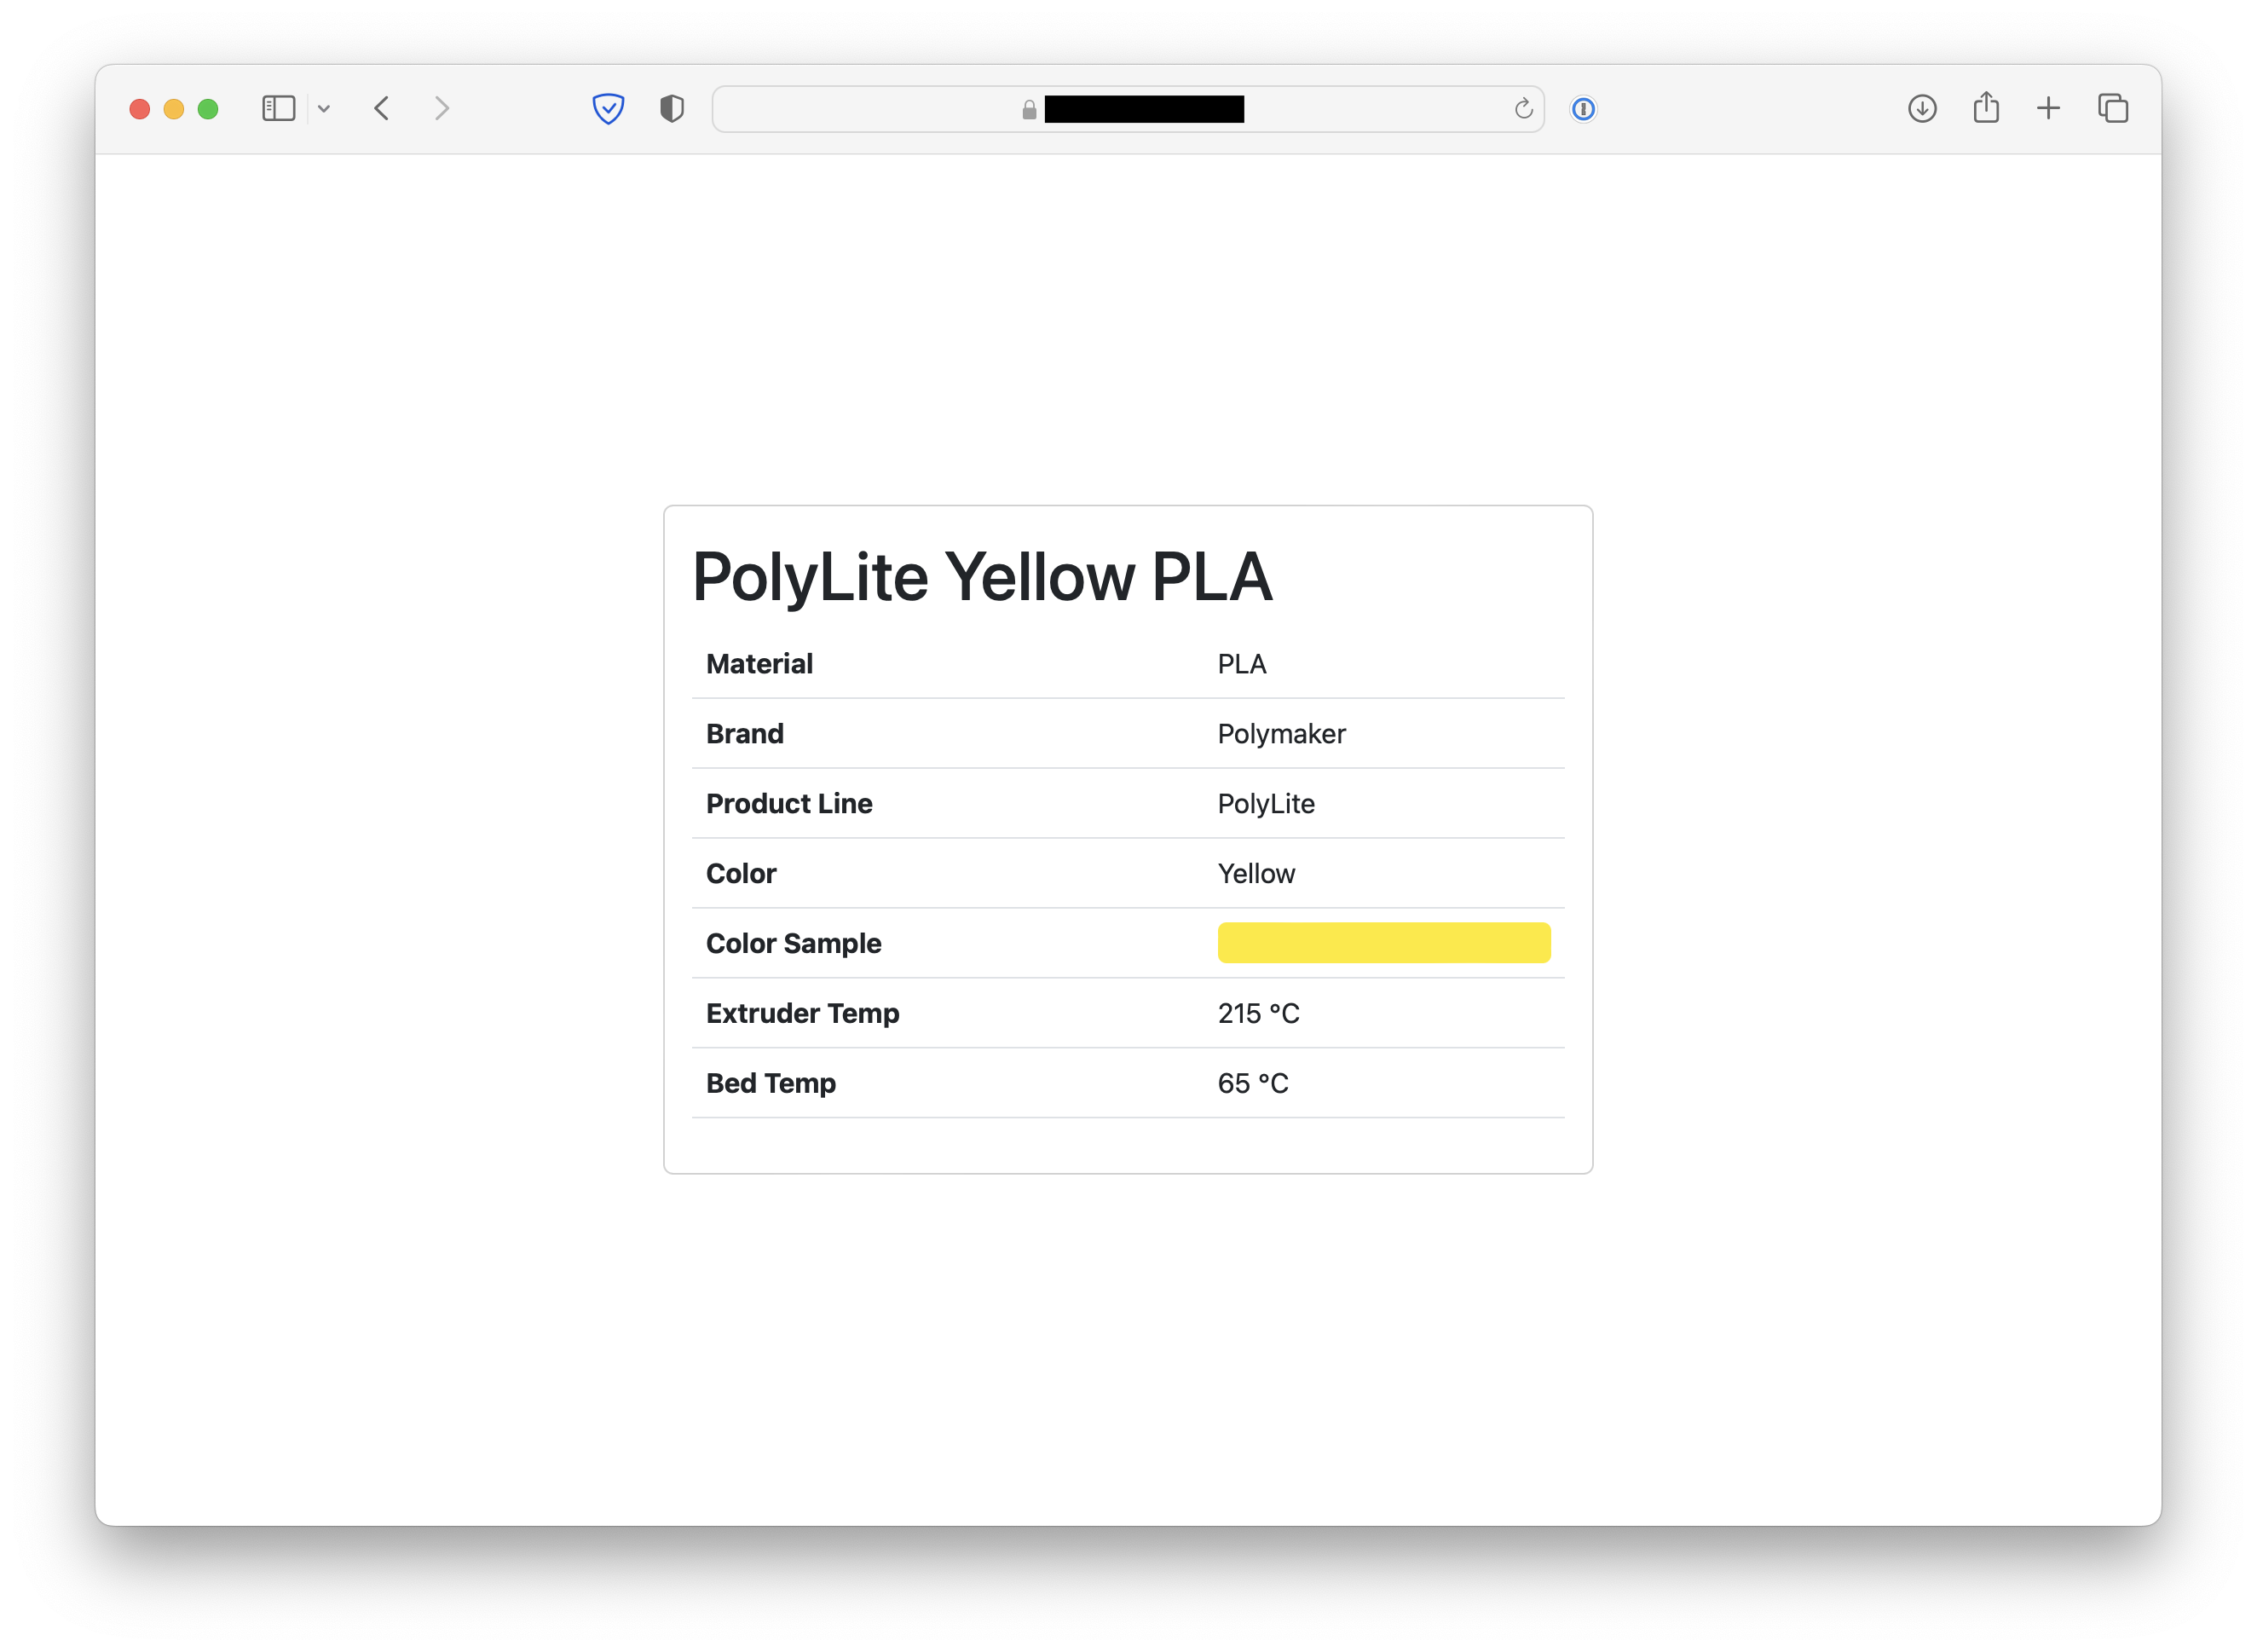 PolyLite Yellow PLA
Material PLA
Brand Polymaker
Product Line PolyLite
Color Yellow
Color Sample
Extruder Temp 215 °C
Bed Temp 65 °C